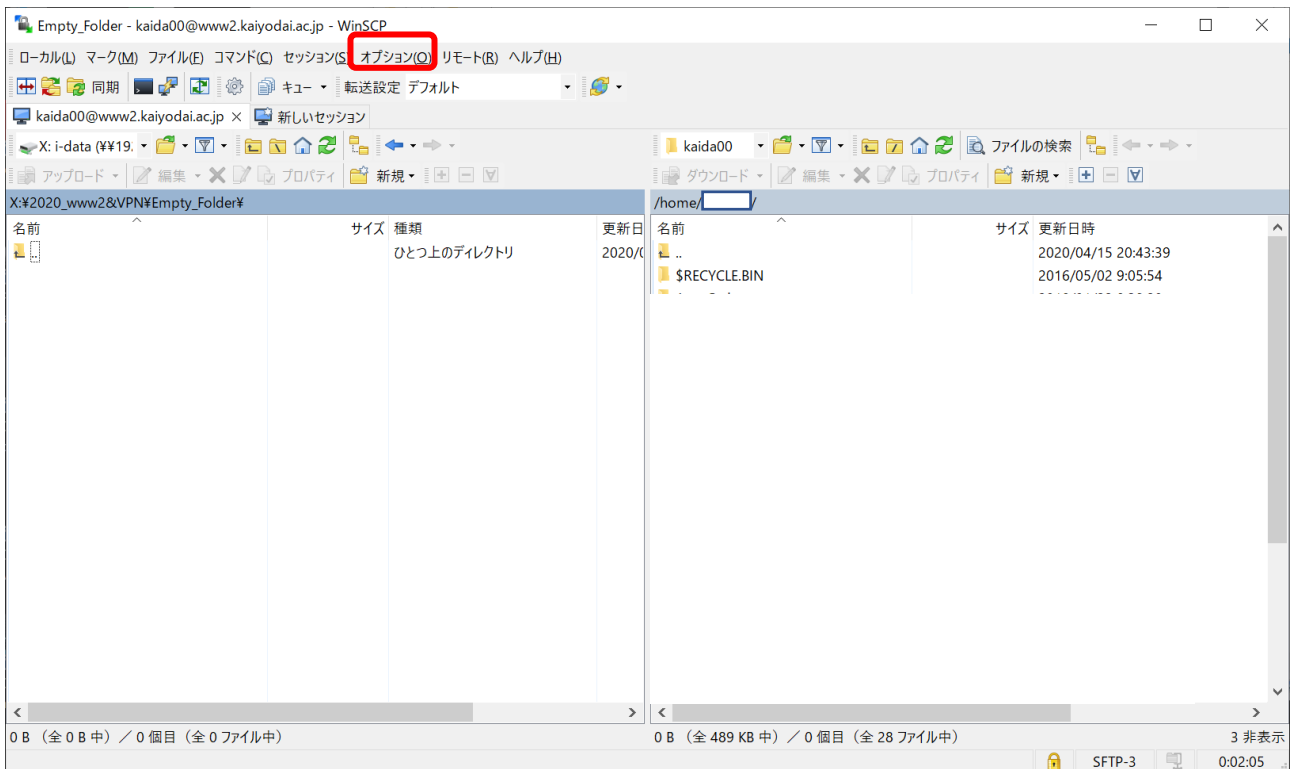 Empty_Folder - kaida00@www2.kaiyodai.ac.jp - WinSCP
ローカル(L) マーク(M) ファイル(F) コマンド(C) セッション(S) オプション(O) リモート(R) ヘルプ(H)
同期 キュー 転送設定 デフォルト
kaida00@www2.kaiyodai.ac.jp × 新しいセッション
X: i-data (¥¥19.
kaida00 ファイルの検索
アップロード 編集 プロパティ 新規
ダウンロード 編集 プロパティ 新規
X:¥2020_www2&VPN¥Empty_Folder¥
/home/ /
名前 サイズ 種類 更新日
名前 サイズ 更新日時
.. ひとつ上のディレクトリ 2020/(
.. 2020/04/15 20:43:39
$RECYCLE.BIN 2016/05/02 9:05:54
0 B （全 0 B 中）／ 0 個目（全 0 ファイル中）
0 B （全 489 KB 中）／ 0 個目（全 28 ファイル中） 3 非表示
SFTP-3 0:02:05